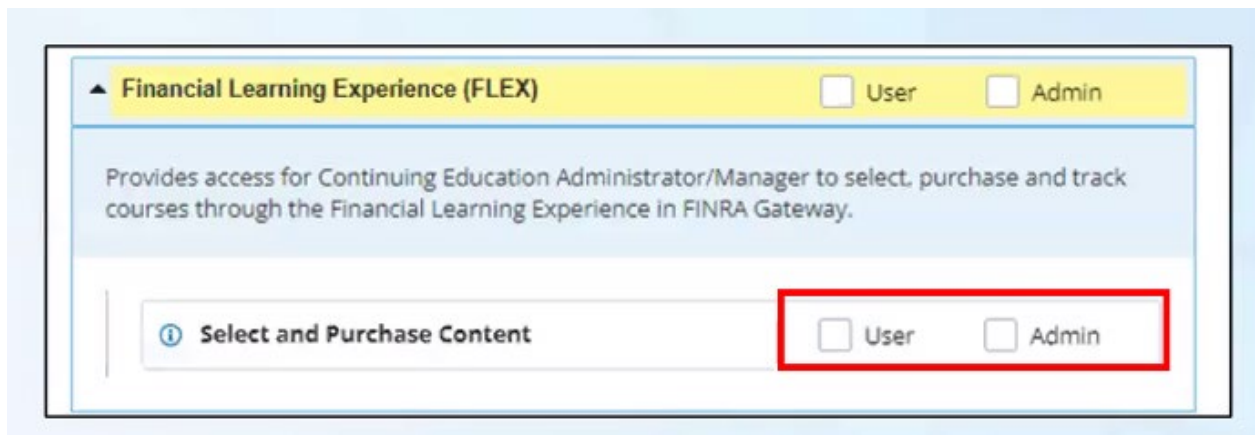 Financial Learning Experience (FLEX) User Admin
Provides access for Continuing Education Administrator/Manager to select, purchase and track
courses through the Financial Learning Experience in FINRA Gateway.
Select and Purchase Content User Admin